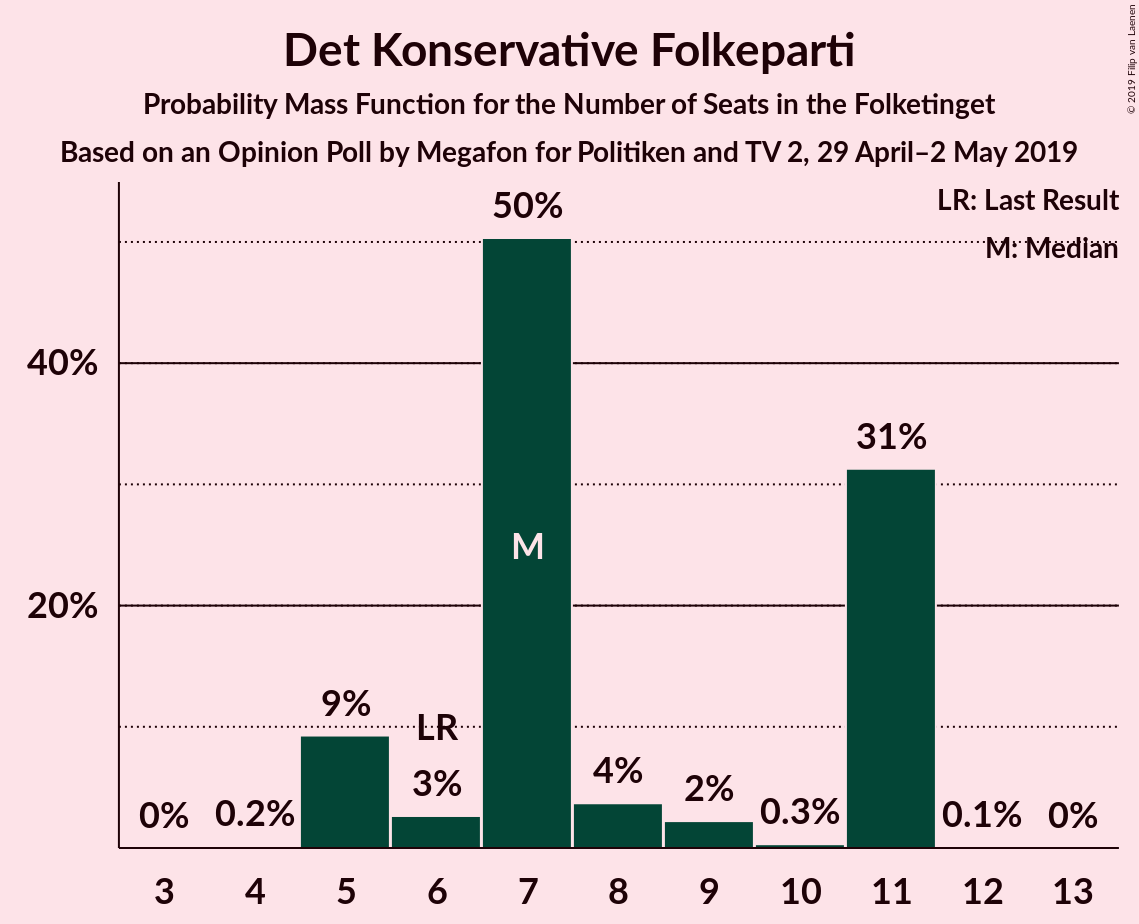 Det Konservative Folkeparti
Probability Mass Function for the Number of Seats in the Folketinget
Based on an Opinion Poll by Megafon for Politiken and TV 2, 29 April–2 May 2019
© 2019 Filip van Laenen
LR: Last Result
M: Median
50%
40%
31%
M
20%
9%
LR
3%
4%
2%
0%
0.2%
0.3%
0.1%
0%
3 4 5 6 7 8 9 10 11 12 13